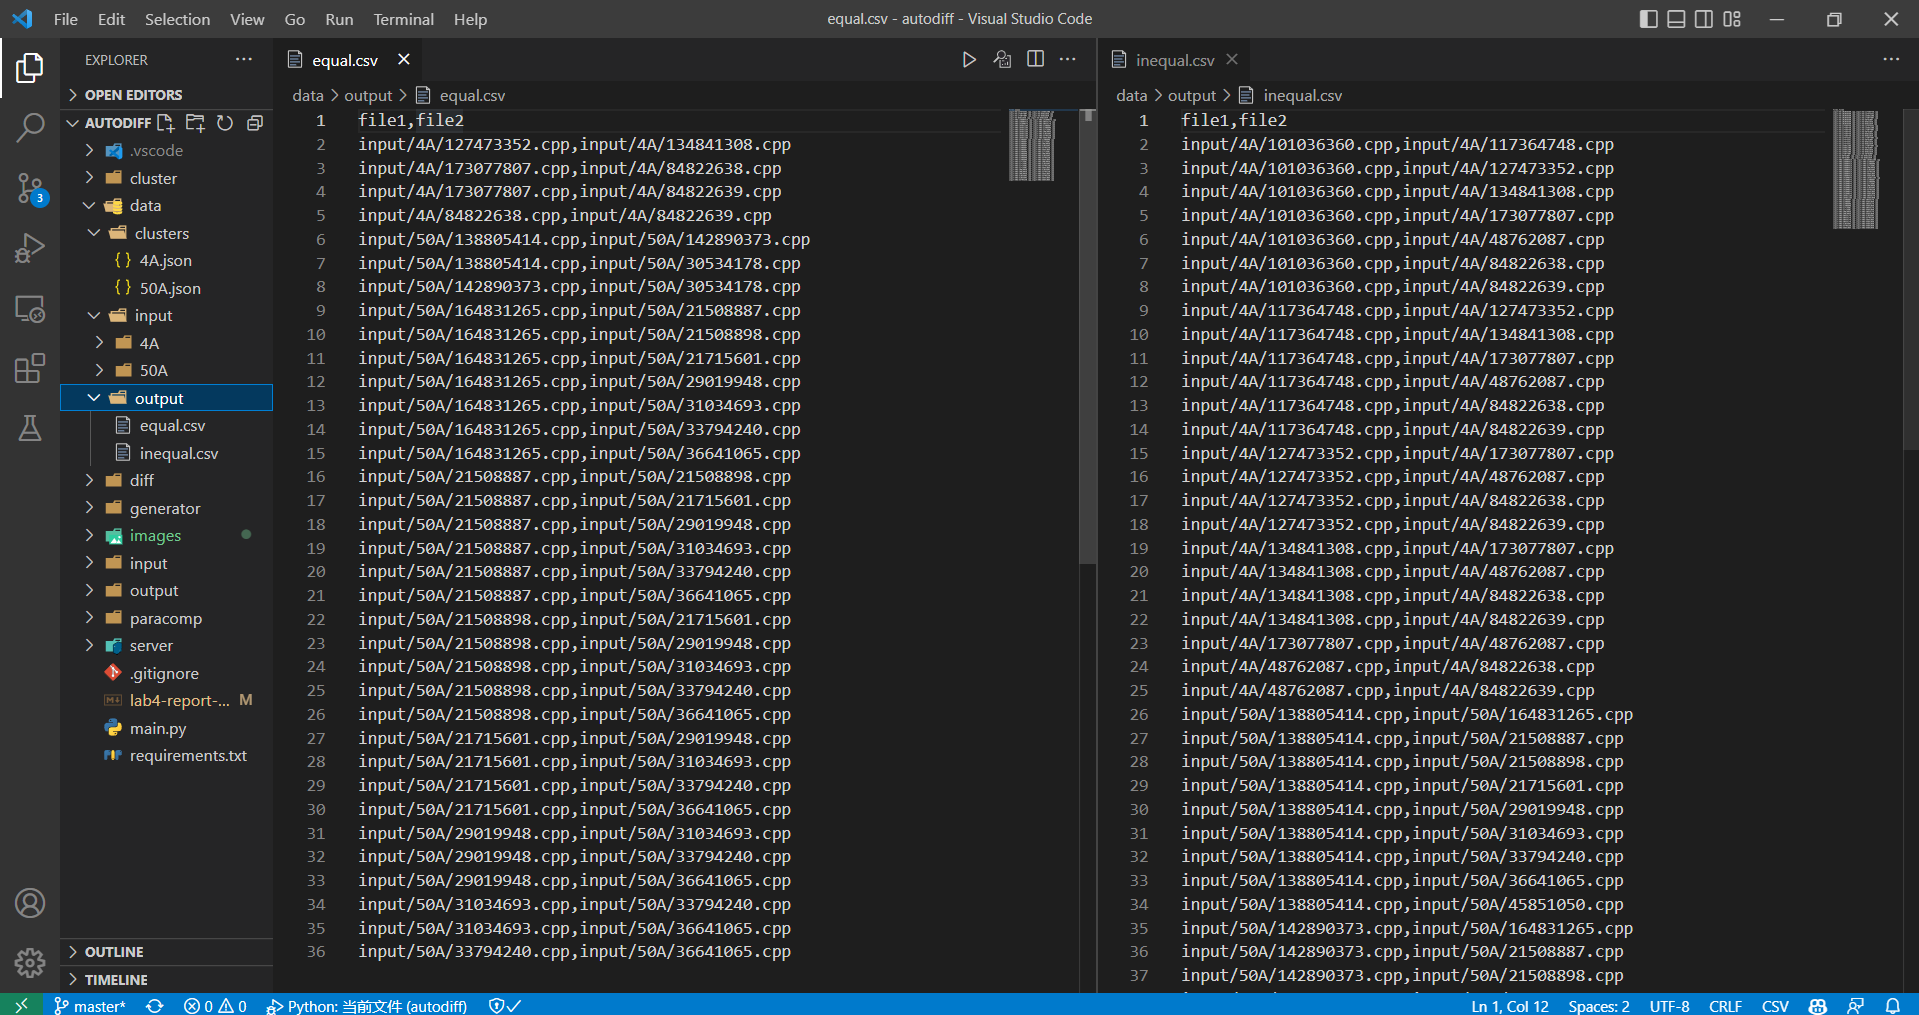 File Edit Selection View Go Run Terminal Help
equal.csv - autodiff - Visual Studio Code
EXPLORER
OPEN EDITORS
AUTODIFF
.vscode
cluster
data
clusters
4A.json
50A.json
input
4A
50A
output
equal.csv
inequal.csv
diff
generator
images
input
output
paracomp
server
.gitignore
lab4-report-... M
main.py
requirements.txt
OUTLINE
TIMELINE
3
equal.csv
data > output > equal.csv
1 file1,file2
2 input/4A/127473352.cpp,input/4A/134841308.cpp
3 input/4A/173077807.cpp,input/4A/84822638.cpp
4 input/4A/173077807.cpp,input/4A/84822639.cpp
5 input/4A/84822638.cpp,input/4A/84822639.cpp
6 input/50A/138805414.cpp,input/50A/142890373.cpp
7 input/50A/138805414.cpp,input/50A/30534178.cpp
8 input/50A/142890373.cpp,input/50A/30534178.cpp
9 input/50A/164831265.cpp,input/50A/21508887.cpp
10 input/50A/164831265.cpp,input/50A/21508898.cpp
11 input/50A/164831265.cpp,input/50A/21715601.cpp
12 input/50A/164831265.cpp,input/50A/29019948.cpp
13 input/50A/164831265.cpp,input/50A/31034693.cpp
14 input/50A/164831265.cpp,input/50A/33794240.cpp
15 input/50A/164831265.cpp,input/50A/36641065.cpp
16 input/50A/21508887.cpp,input/50A/21508898.cpp
17 input/50A/21508887.cpp,input/50A/21715601.cpp
18 input/50A/21508887.cpp,input/50A/29019948.cpp
19 input/50A/21508887.cpp,input/50A/31034693.cpp
20 input/50A/21508887.cpp,input/50A/33794240.cpp
21 input/50A/21508887.cpp,input/50A/36641065.cpp
22 input/50A/21508898.cpp,input/50A/21715601.cpp
23 input/50A/21508898.cpp,input/50A/29019948.cpp
24 input/50A/21508898.cpp,input/50A/31034693.cpp
25 input/50A/21508898.cpp,input/50A/33794240.cpp
26 input/50A/21508898.cpp,input/50A/36641065.cpp
27 input/50A/21715601.cpp,input/50A/29019948.cpp
28 input/50A/21715601.cpp,input/50A/31034693.cpp
29 input/50A/21715601.cpp,input/50A/33794240.cpp
30 input/50A/21715601.cpp,input/50A/36641065.cpp
31 input/50A/29019948.cpp,input/50A/31034693.cpp
32 input/50A/29019948.cpp,input/50A/33794240.cpp
33 input/50A/29019948.cpp,input/50A/36641065.cpp
34 input/50A/31034693.cpp,input/50A/33794240.cpp
35 input/50A/31034693.cpp,input/50A/36641065.cpp
36 input/50A/33794240.cpp,input/50A/36641065.cpp
inequal.csv
data > output > inequal.csv
1 file1,file2
2 input/4A/101036360.cpp,input/4A/117364748.cpp
3 input/4A/101036360.cpp,input/4A/127473352.cpp
4 input/4A/101036360.cpp,input/4A/134841308.cpp
5 input/4A/101036360.cpp,input/4A/173077807.cpp
6 input/4A/101036360.cpp,input/4A/48762087.cpp
7 input/4A/101036360.cpp,input/4A/84822638.cpp
8 input/4A/101036360.cpp,input/4A/84822639.cpp
9 input/4A/117364748.cpp,input/4A/127473352.cpp
10 input/4A/117364748.cpp,input/4A/134841308.cpp
11 input/4A/117364748.cpp,input/4A/173077807.cpp
12 input/4A/117364748.cpp,input/4A/48762087.cpp
13 input/4A/117364748.cpp,input/4A/84822638.cpp
14 input/4A/117364748.cpp,input/4A/84822639.cpp
15 input/4A/127473352.cpp,input/4A/173077807.cpp
16 input/4A/127473352.cpp,input/4A/48762087.cpp
17 input/4A/127473352.cpp,input/4A/84822638.cpp
18 input/4A/127473352.cpp,input/4A/84822639.cpp
19 input/4A/134841308.cpp,input/4A/173077807.cpp
20 input/4A/134841308.cpp,input/4A/48762087.cpp
21 input/4A/134841308.cpp,input/4A/84822638.cpp
22 input/4A/134841308.cpp,input/4A/84822639.cpp
23 input/4A/173077807.cpp,input/4A/48762087.cpp
24 input/4A/48762087.cpp,input/4A/84822638.cpp
25 input/4A/48762087.cpp,input/4A/84822639.cpp
26 input/50A/138805414.cpp,input/50A/164831265.cpp
27 input/50A/138805414.cpp,input/50A/21508887.cpp
28 input/50A/138805414.cpp,input/50A/21508898.cpp
29 input/50A/138805414.cpp,input/50A/21715601.cpp
30 input/50A/138805414.cpp,input/50A/29019948.cpp
31 input/50A/138805414.cpp,input/50A/31034693.cpp
32 input/50A/138805414.cpp,input/50A/33794240.cpp
33 input/50A/138805414.cpp,input/50A/36641065.cpp
34 input/50A/138805414.cpp,input/50A/45851050.cpp
35 input/50A/142890373.cpp,input/50A/164831265.cpp
36 input/50A/142890373.cpp,input/50A/21508887.cpp
37 input/50A/142890373.cpp,input/50A/21508898.cpp
master* 0 0 Python: 当前文件 (autodiff) Ln 1, Col 12 Spaces: 2 UTF-8 CRLF CSV